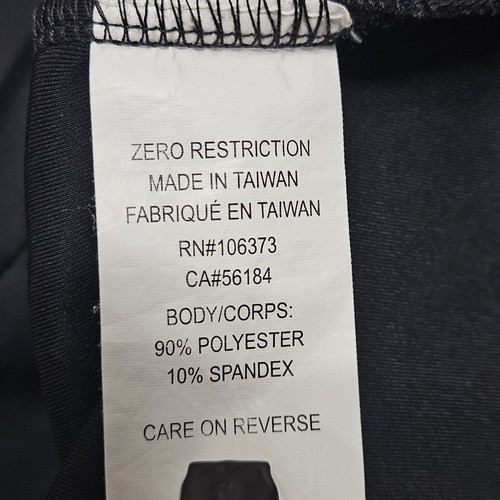 ZERO RESTRICTION
MADE IN TAIWAN
FABRIQUÉ EN TAIWAN
RN#106373
CA#56184
BODY/CORPS:
90% POLYESTER
10% SPANDEX
CARE ON REVERSE